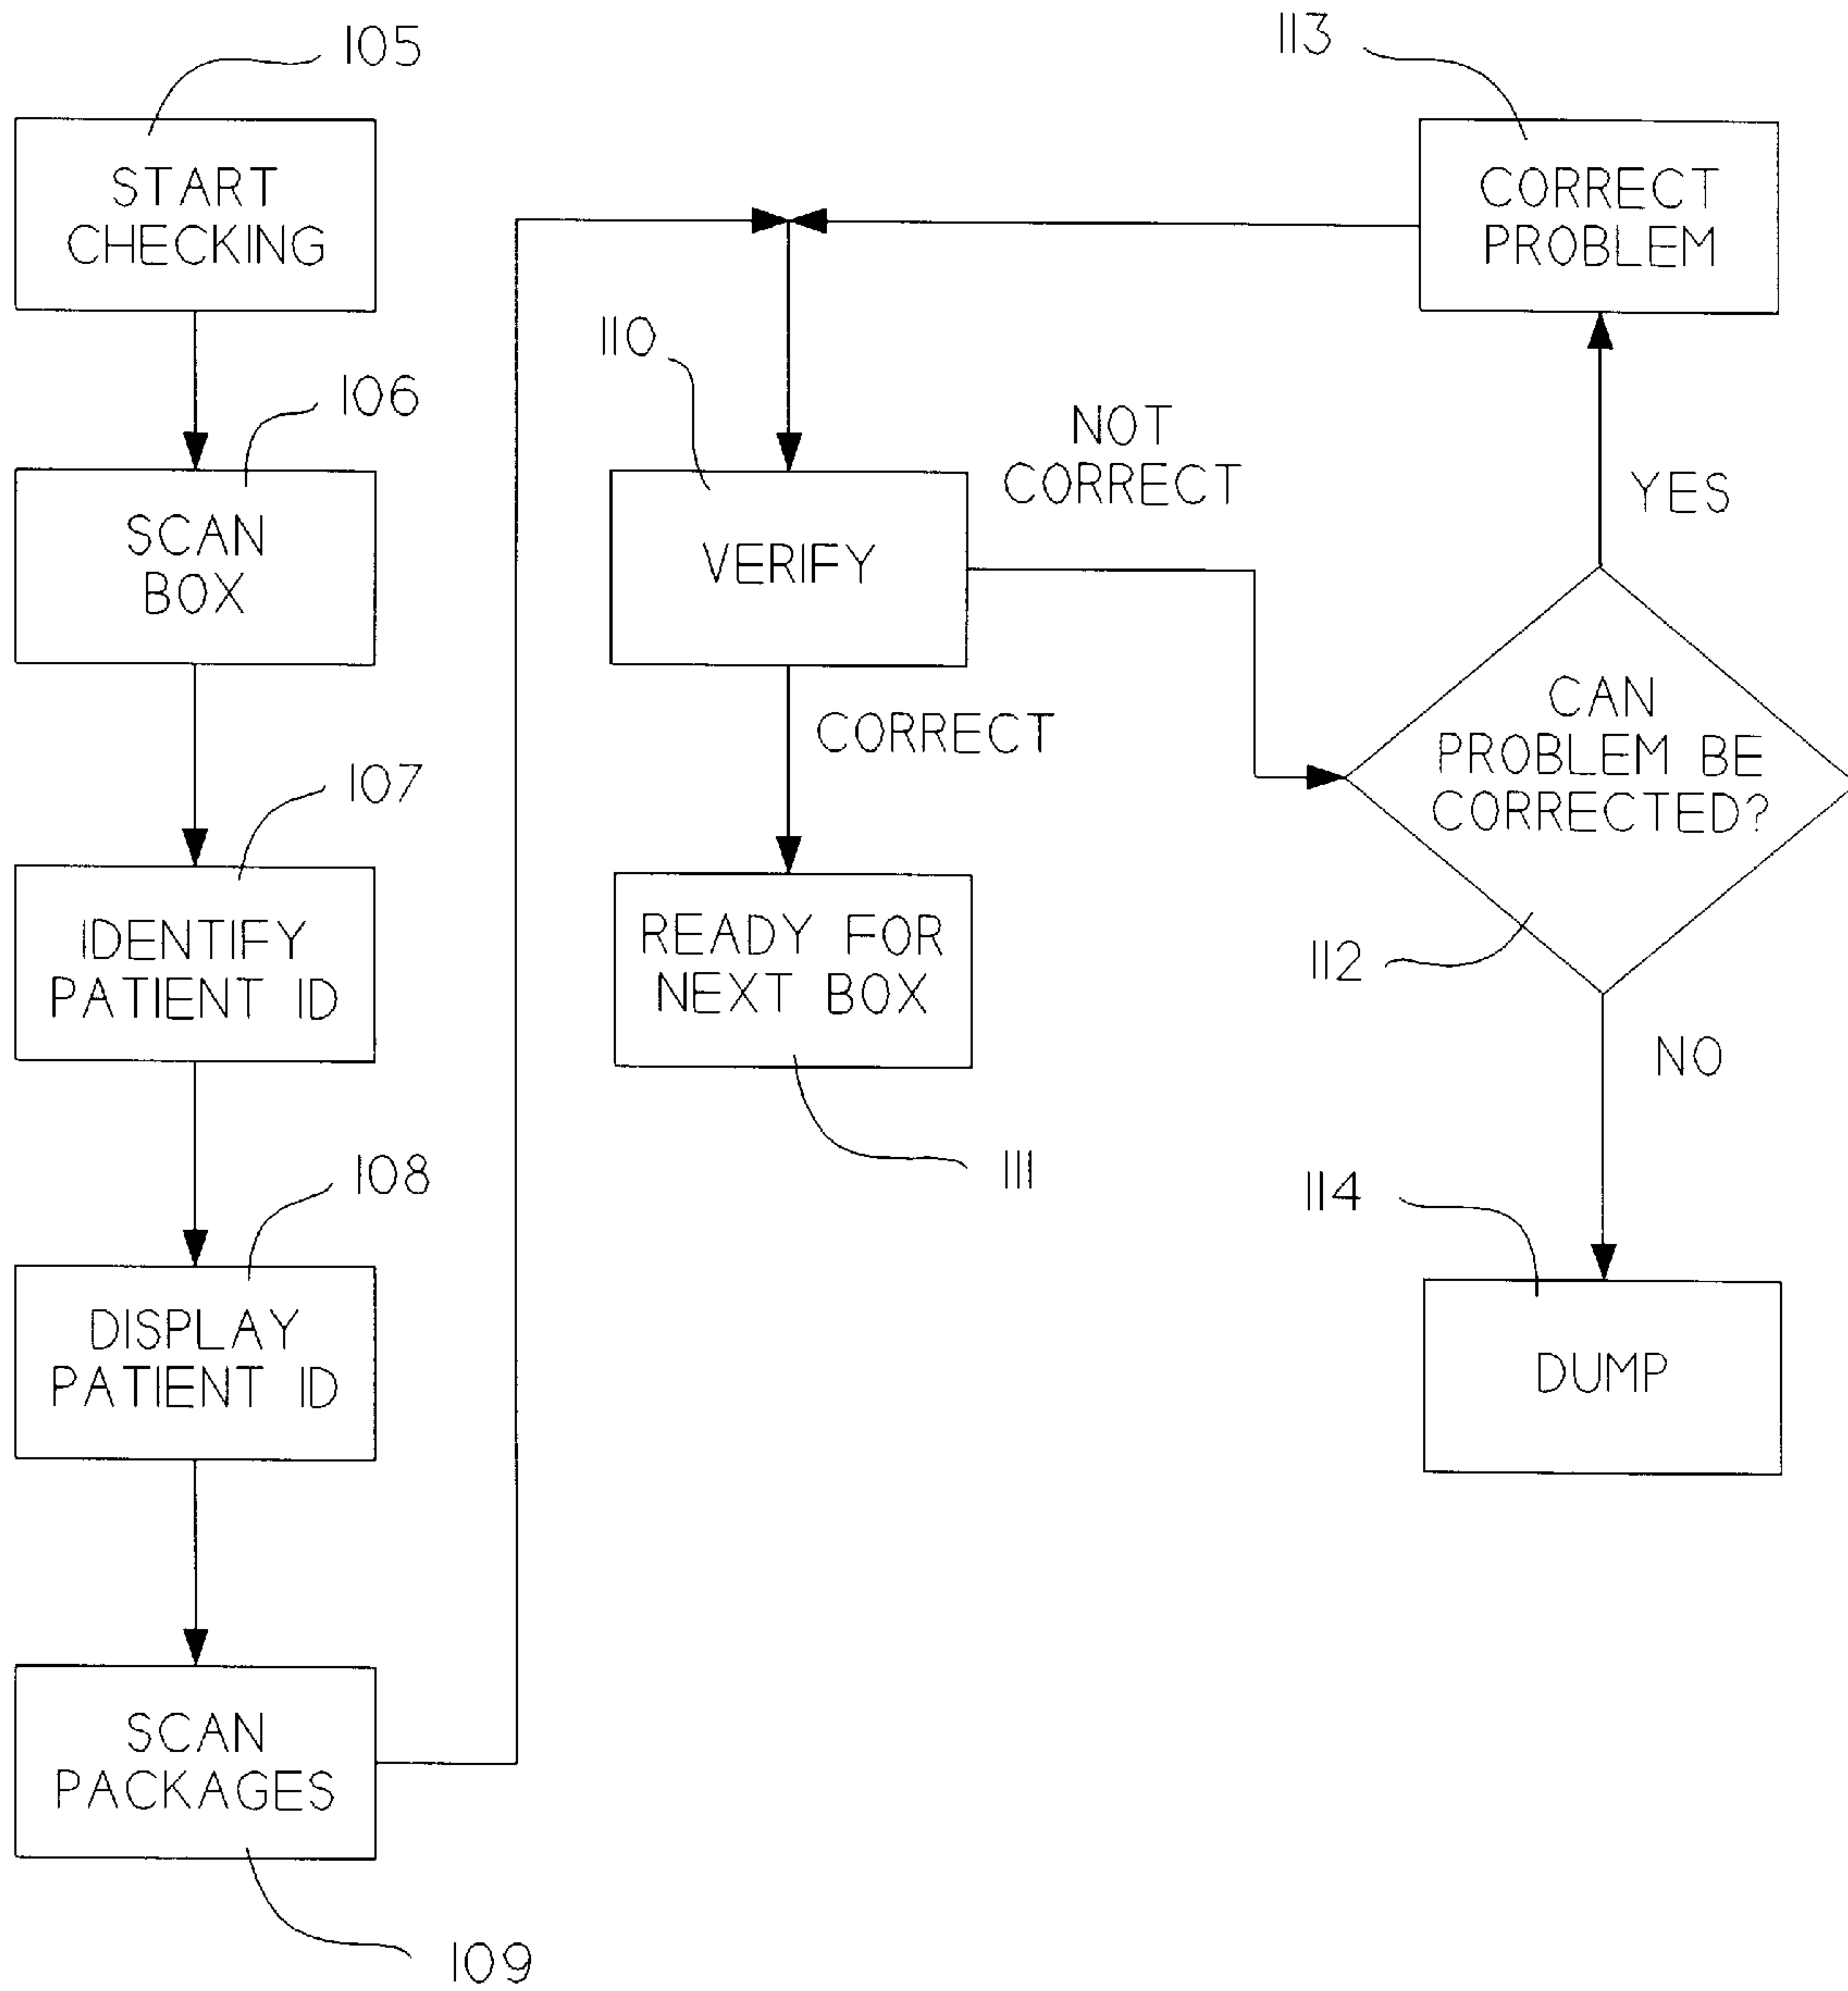 105
START
CHECKING
106
SCAN
BOX
107
IDENTIFY
PATIENT ID
108
DISPLAY
PATIENT ID
SCAN
PACKAGES
109
110
VERIFY
NOT
CORRECT
CORRECT
READY FOR
NEXT BOX
111
113
CORRECT
PROBLEM
YES
CAN
PROBLEM BE
CORRECTED?
112
NO
114
DUMP